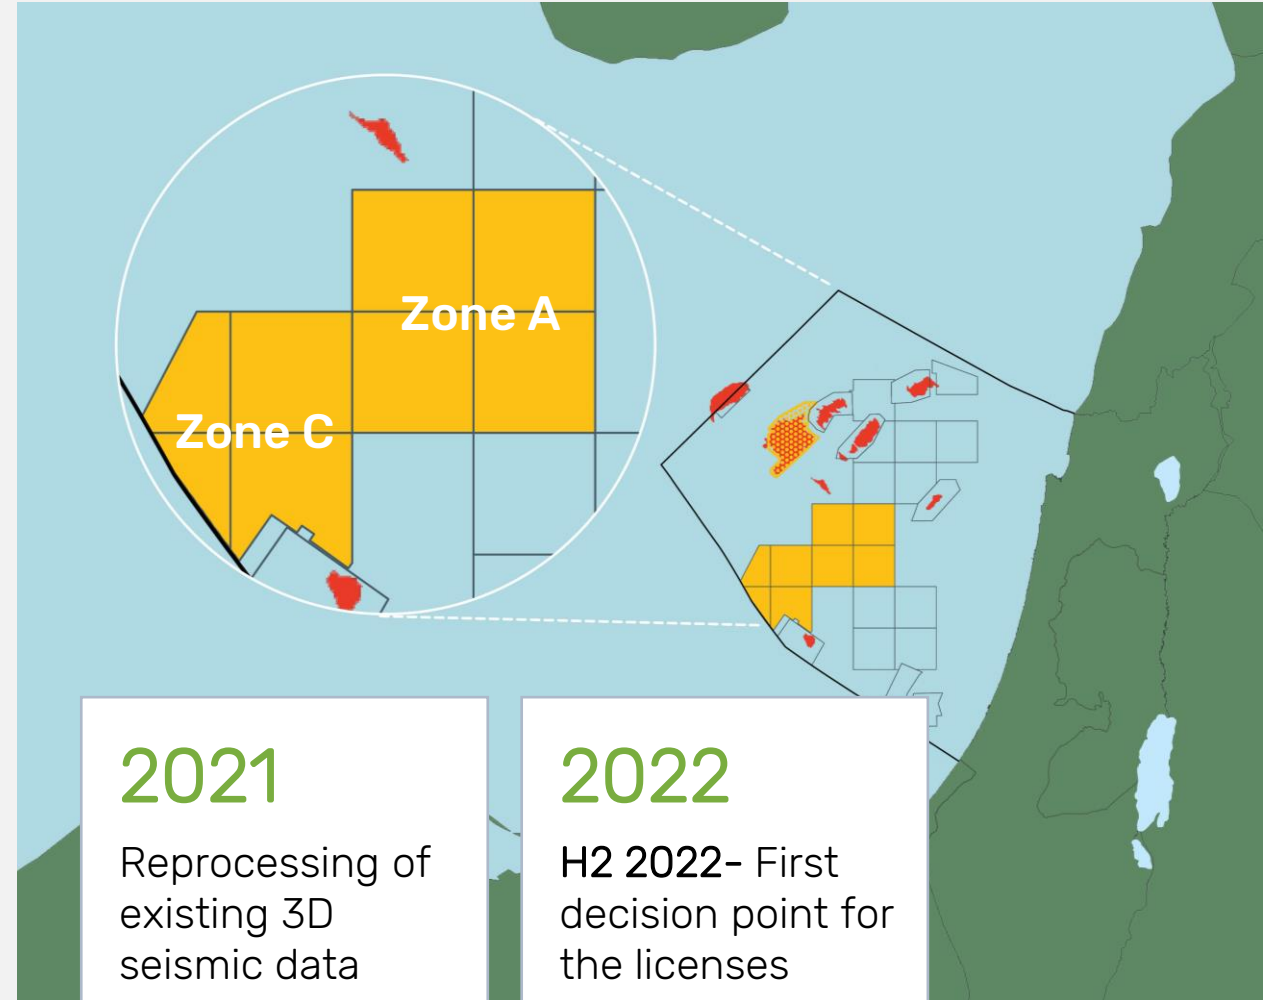 Zone A
Zone C
2021
Reprocessing of
existing 3D
seismic data
2022
H2 2022- First
decision point for
the licenses